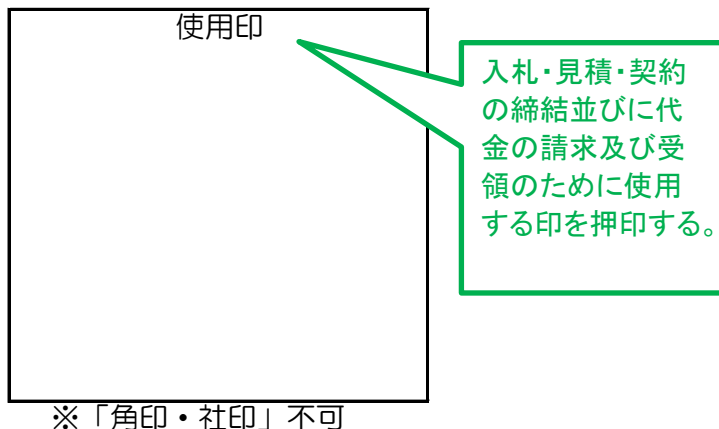 使用印
入札・見積・契約
の締結並びに代
金の請求及び受
領のために使用
する印を押印する。
※「角印・社印」不可